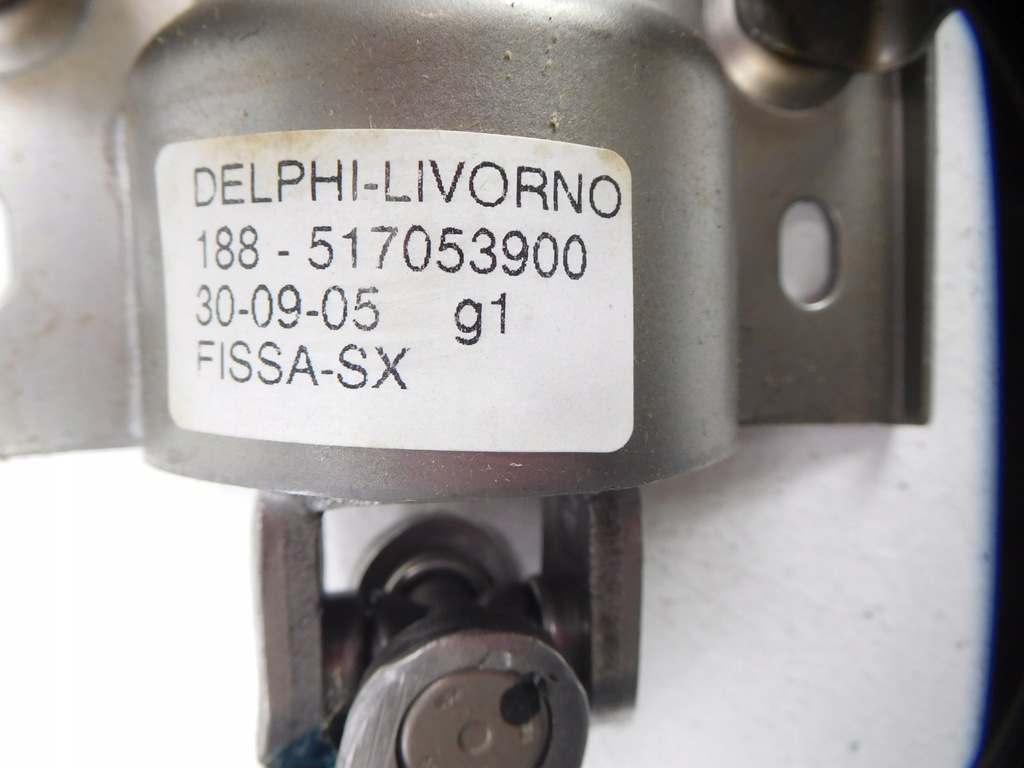 DELPHI-LIVORNO
188 - 517053900
30-09-05 g1
FISSA-SX